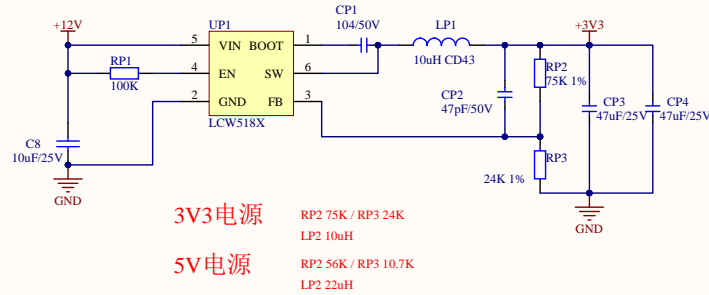 +12V
UP1
CP1
104/50V
LP1
+3V3
5
VIN
BOOT
1
RP1
100K
4
EN
SW
6
10uH CD43
RP2
75K 1%
2
GND
FB
3
CP2
47pF/50V
CP3
47uF/25V
CP4
47uF/25V
LCW518X
C8
10uF/25V
RP3
24K 1%
GND
GND
3V3电源
RP2 75K / RP3 24K
LP2 10uH
5V电源
RP2 56K / RP3 10.7K
LP2 22uH